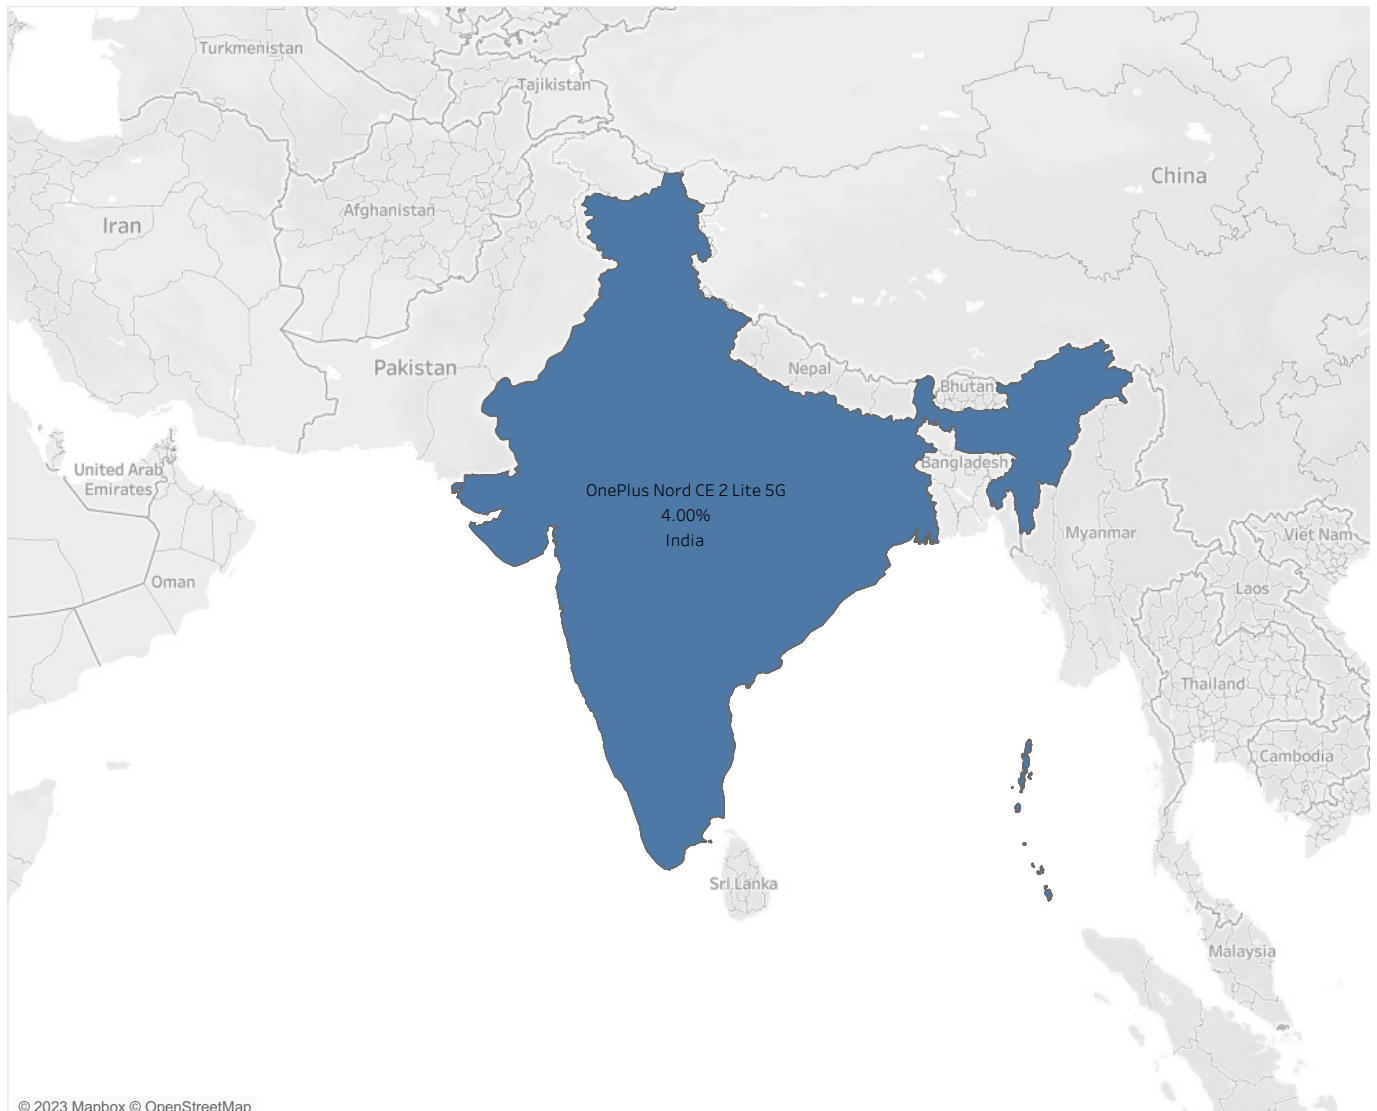 Turkmenistan
Tajikistan
China
Afghanistan
Iran
Pakistan
Nepal
Bhutan
United Arab
Emirates
Bangladesh
OnePlus Nord CE 2 Lite 5G
4.00%
India
Myanmar
Viet Nam
Oman
Laos
Thailand
Cambodia
Sri Lanka
Malaysia
© 2023 Mapbox © OpenStreetMap